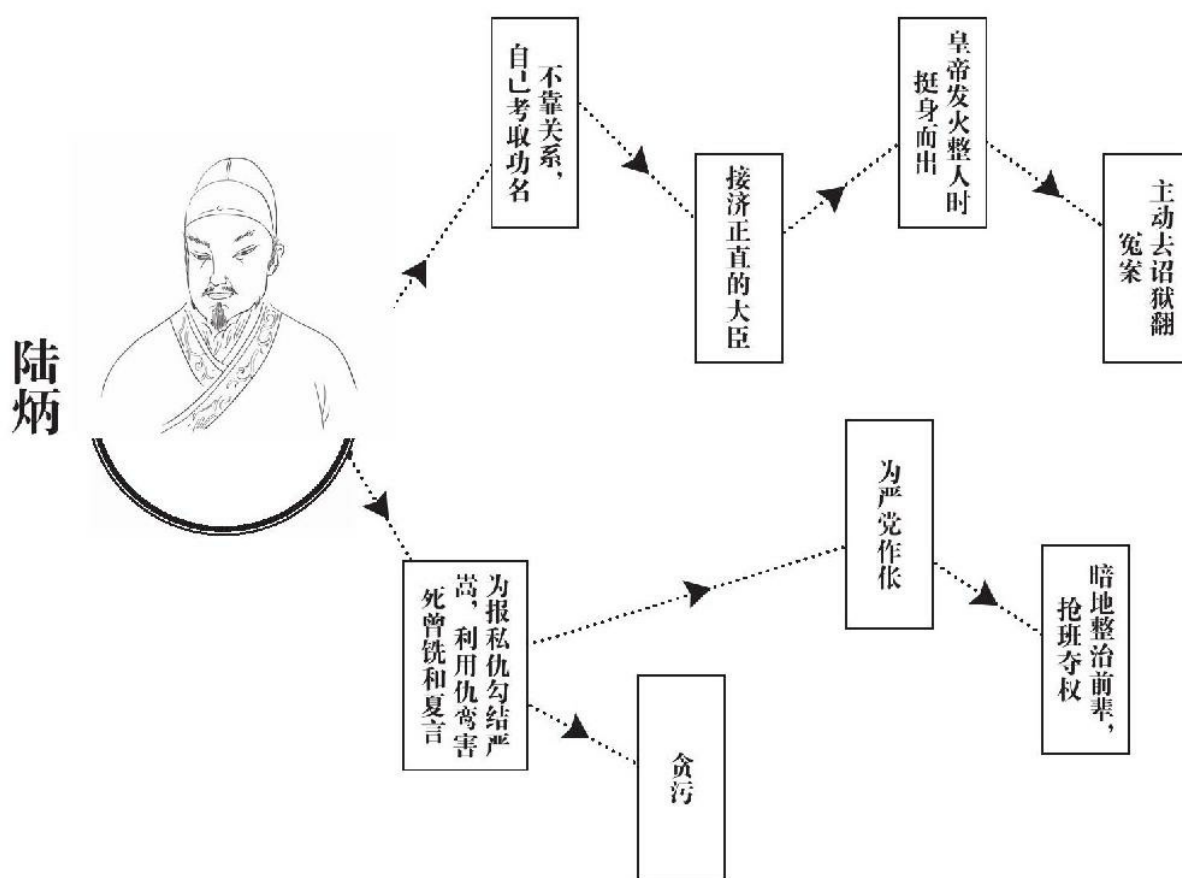 陆炳
不靠关系，
自己考取功名
接济正直的大臣
皇帝发火整人时
挺身而出
主动去诏狱翻
冤案
为报私仇勾结严
嵩，利用仇鸾害
死曾铣和夏言
为严党作伥
暗地整治前辈，
抢班夺权
贪污